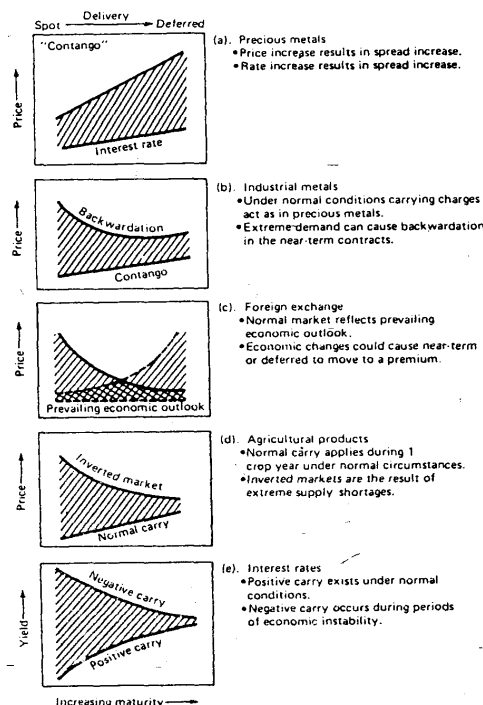 Delivery
Spot Deferred
"Contango"
Price
Interest rate
(a). Precious metals
• Price increase results in spread increase.
• Rate increase results in spread increase.
Price
Backwardation
Contango
(b). Industrial metals
• Under normal conditions carrying charges
act as in precious metals.
• Extreme demand can cause backwardation
in the near-term contracts.
Price
Prevailing economic outlook
(c). Foreign exchange
• Normal market reflects prevailing
economic outlook.
• Economic changes could cause near-term
or deferred to move to a premium.
Price
Inverted market
Normal carry
(d). Agricultural products
• Normal carry applies during 1
crop year under normal circumstances.
• Inverted markets are the result of
extreme supply shortages.
Yield
Negative carry
Positive carry
(e). Interest rates
• Positive carry exists under normal
conditions.
• Negative carry occurs during periods
of economic instability.
Increasing maturity